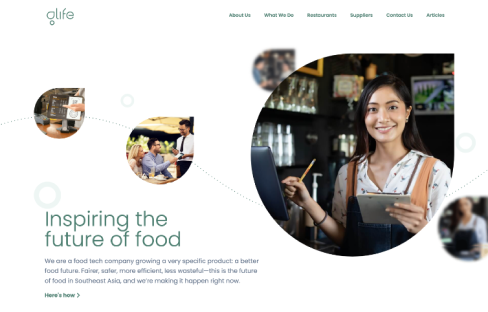 glife
About Us What We Do Restaurants Suppliers Contact Us Articles
Inspiring the
future of food
We are a food tech company growing a very specific product: a better
food future. Fairer, safer, more efficient, less wasteful—this is the future
of food in Southeast Asia, and we're making it happen right now.
Here's how >